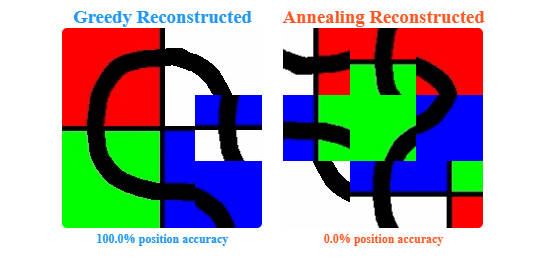 Greedy Reconstructed
Annealing Reconstructed
100.0% position accuracy
0.0% position accuracy